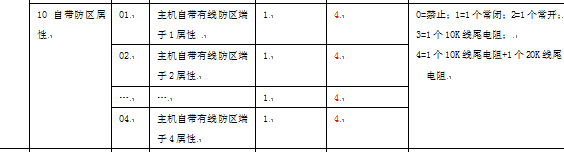 10 自带防区属性.
01.
主机自带有线防区端
子 1 属性 .
1.
4.
0=禁止；1=1 个常闭；2=1 个常开；
3=1 个 10K 线尾电阻；.
4=1 个 10K 线尾电阻+1 个 20K 线尾
电阻.
02.
主机自带有线防区端
子 2 属性.
1.
4.
….
….
1.
4.
04.
主机自带有线防区端
子 4 属性.
1.
4.